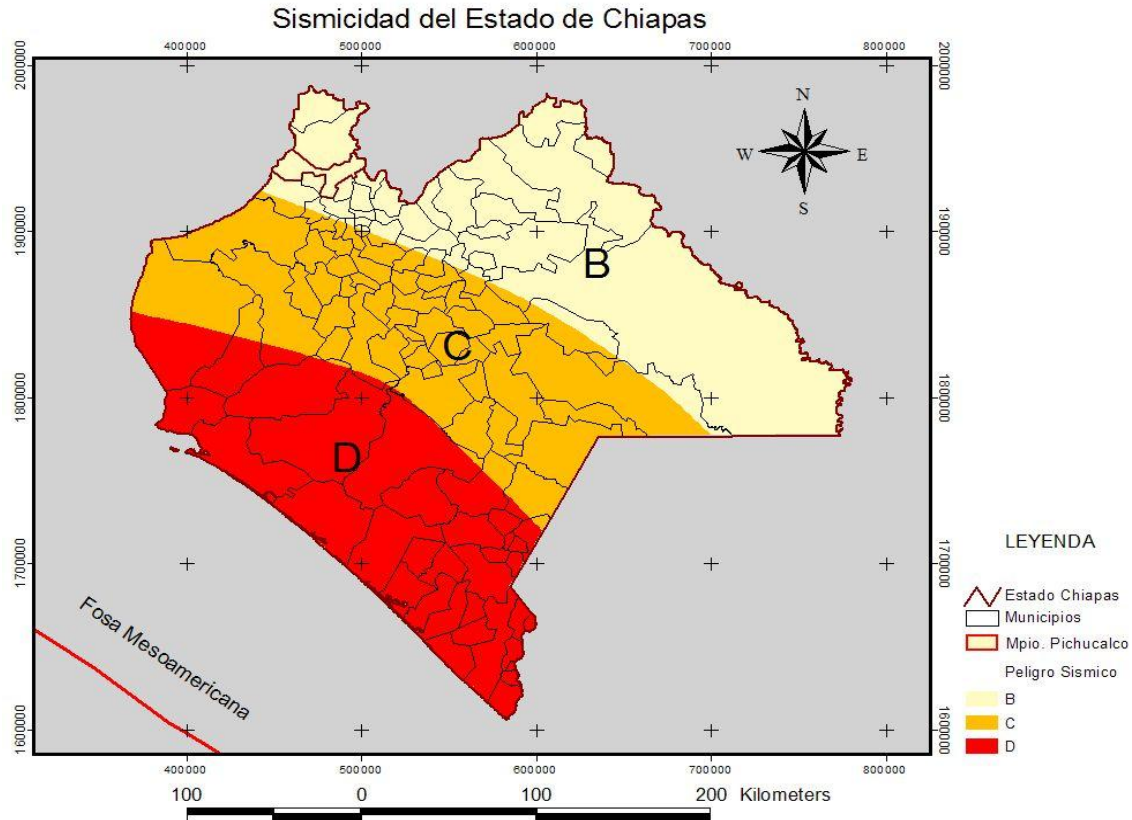 Sismicidad del Estado de Chiapas
400000 500000 600000 700000 800000
2000000 2000000
N
W E
S
1900000 1900000
B
C
1800000 1800000
D
1700000 1700000
LEYENDA
Estado Chiapas
Municipios
Mpio. Pichucalco
Peligro Sismico
B
C
D
Fosa Mesoamericana
1600000 1600000
400000 500000 600000 700000 800000
100 0 100 200 Kilometers